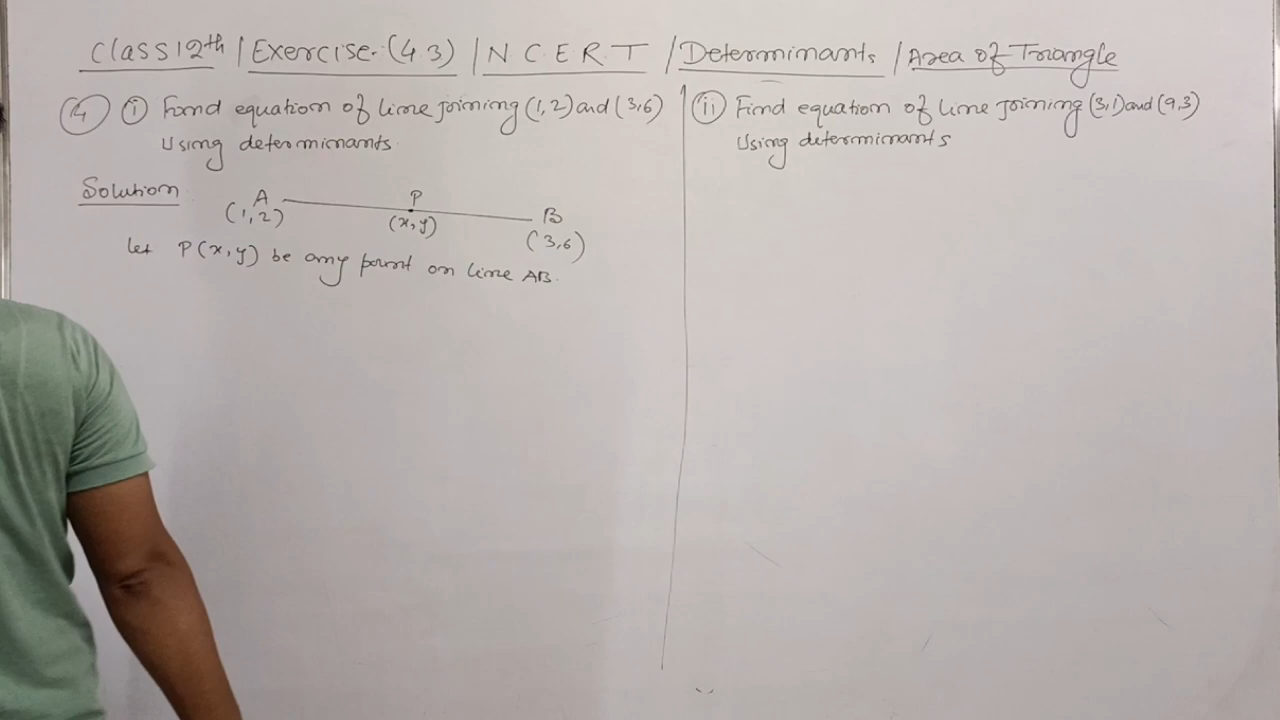 Class 12th / Exercise.(4.3) / N C E R T / Determinants / Area of Triangle
(4) (i) Find equation of line joining (1,2) and (3,6)
Using determinants.
Solution
A P B
(1,2) (x,y) (3,6)
let P(x,y) be any point on line AB.
(ii) Find equation of line joining (3,1) and (9,3)
Using determinants